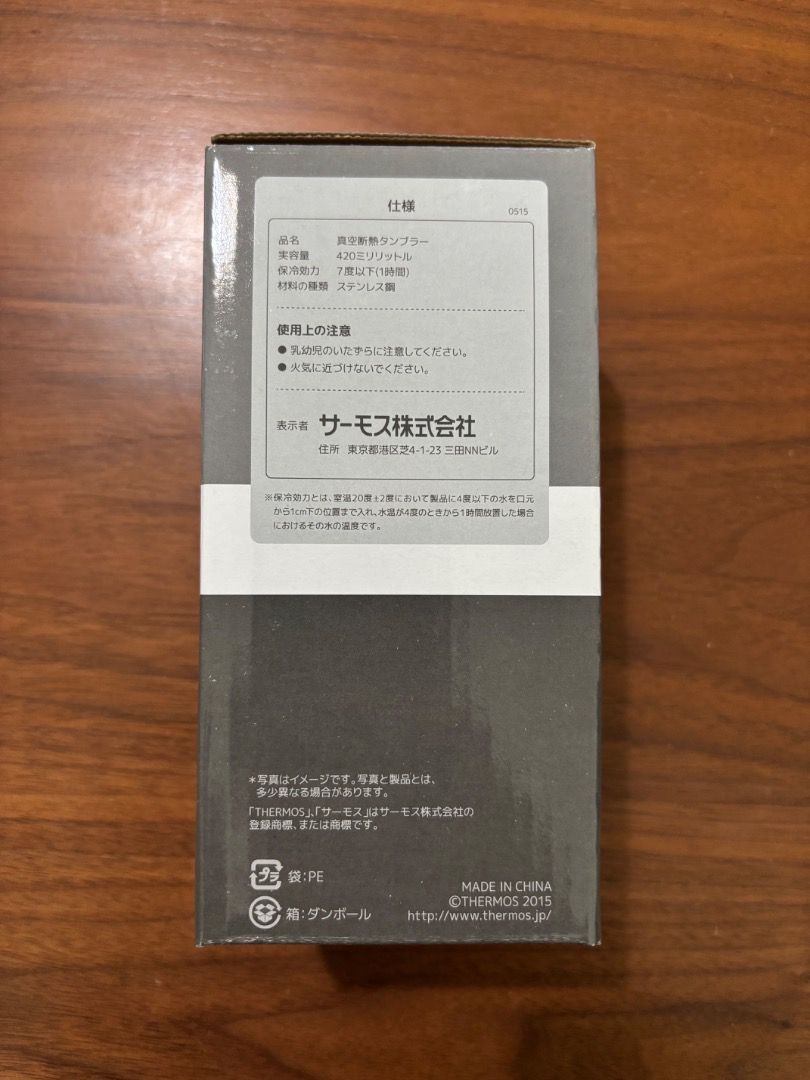 仕様
0515
品名 真空断熱タンブラー
実容量 420ミリリットル
保冷効力 7度以下(1時間)
材料の種類 ステンレス鋼
使用上の注意
● 乳幼児のいたずらに注意してください。
● 火気に近づけないでください。
表示者 サーモス株式会社
住所 東京都港区芝4-1-23 三田NNビル
※保冷効力とは、室温20度±2度において製品に4度以下の水を口元
から1cm下の位置まで入れ、水温が4度のときから1時間放置した場合
におけるその水の温度です。
*写真はイメージです。写真と製品とは、
多少異なる場合があります。
「THERMOS」、「サーモス」はサーモス株式会社の
登録商標、または商標です。
プラ 袋:PE
箱:ダンボール
MADE IN CHINA
©THERMOS 2015
http://www.thermos.jp/